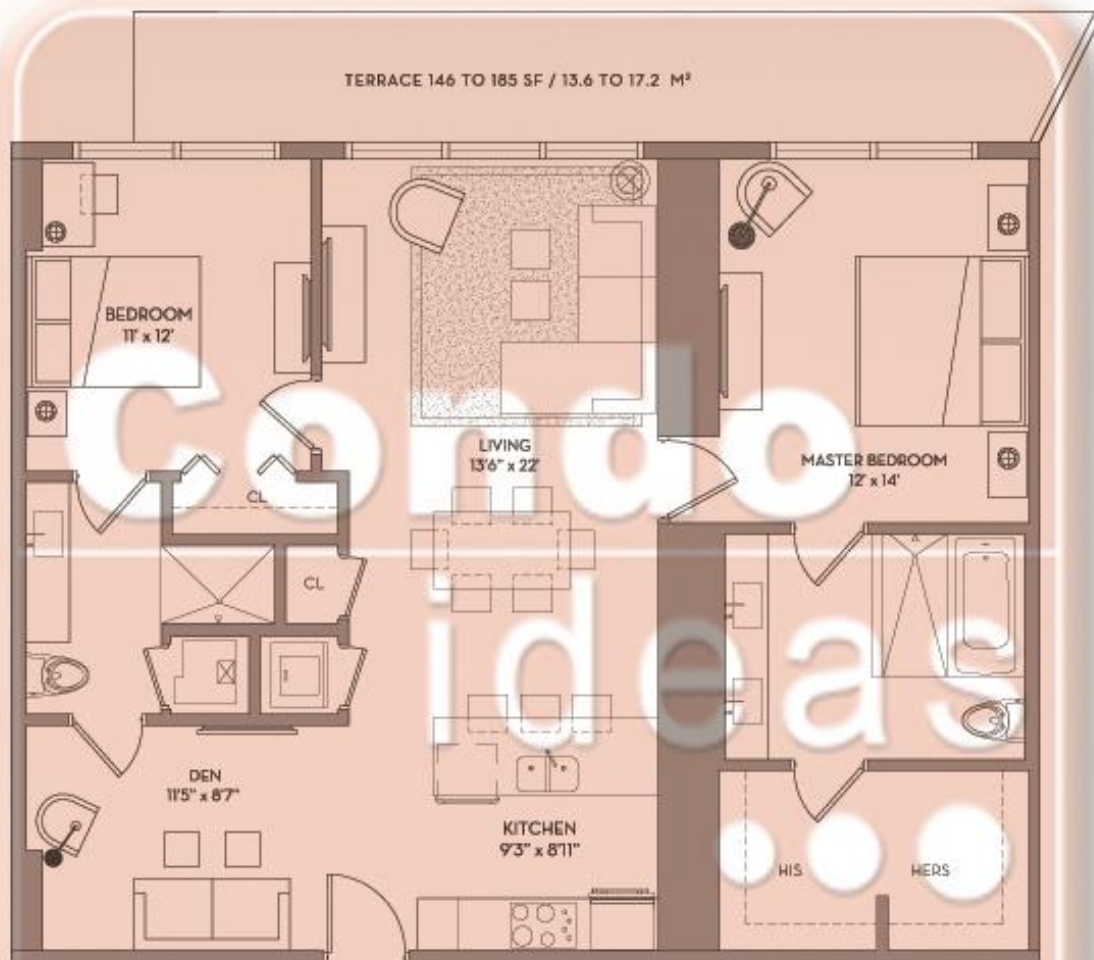 TERRACE 146 TO 185 SF / 13.6 TO 17.2 M²
BEDROOM
11' x 12'
LIVING
13'6" x 22'
MASTER BEDROOM
12' x 14'
CL
CL
Condo
ideas
DEN
11'5" x 8'7"
KITCHEN
9'3" x 8'11"
HIS
HERS